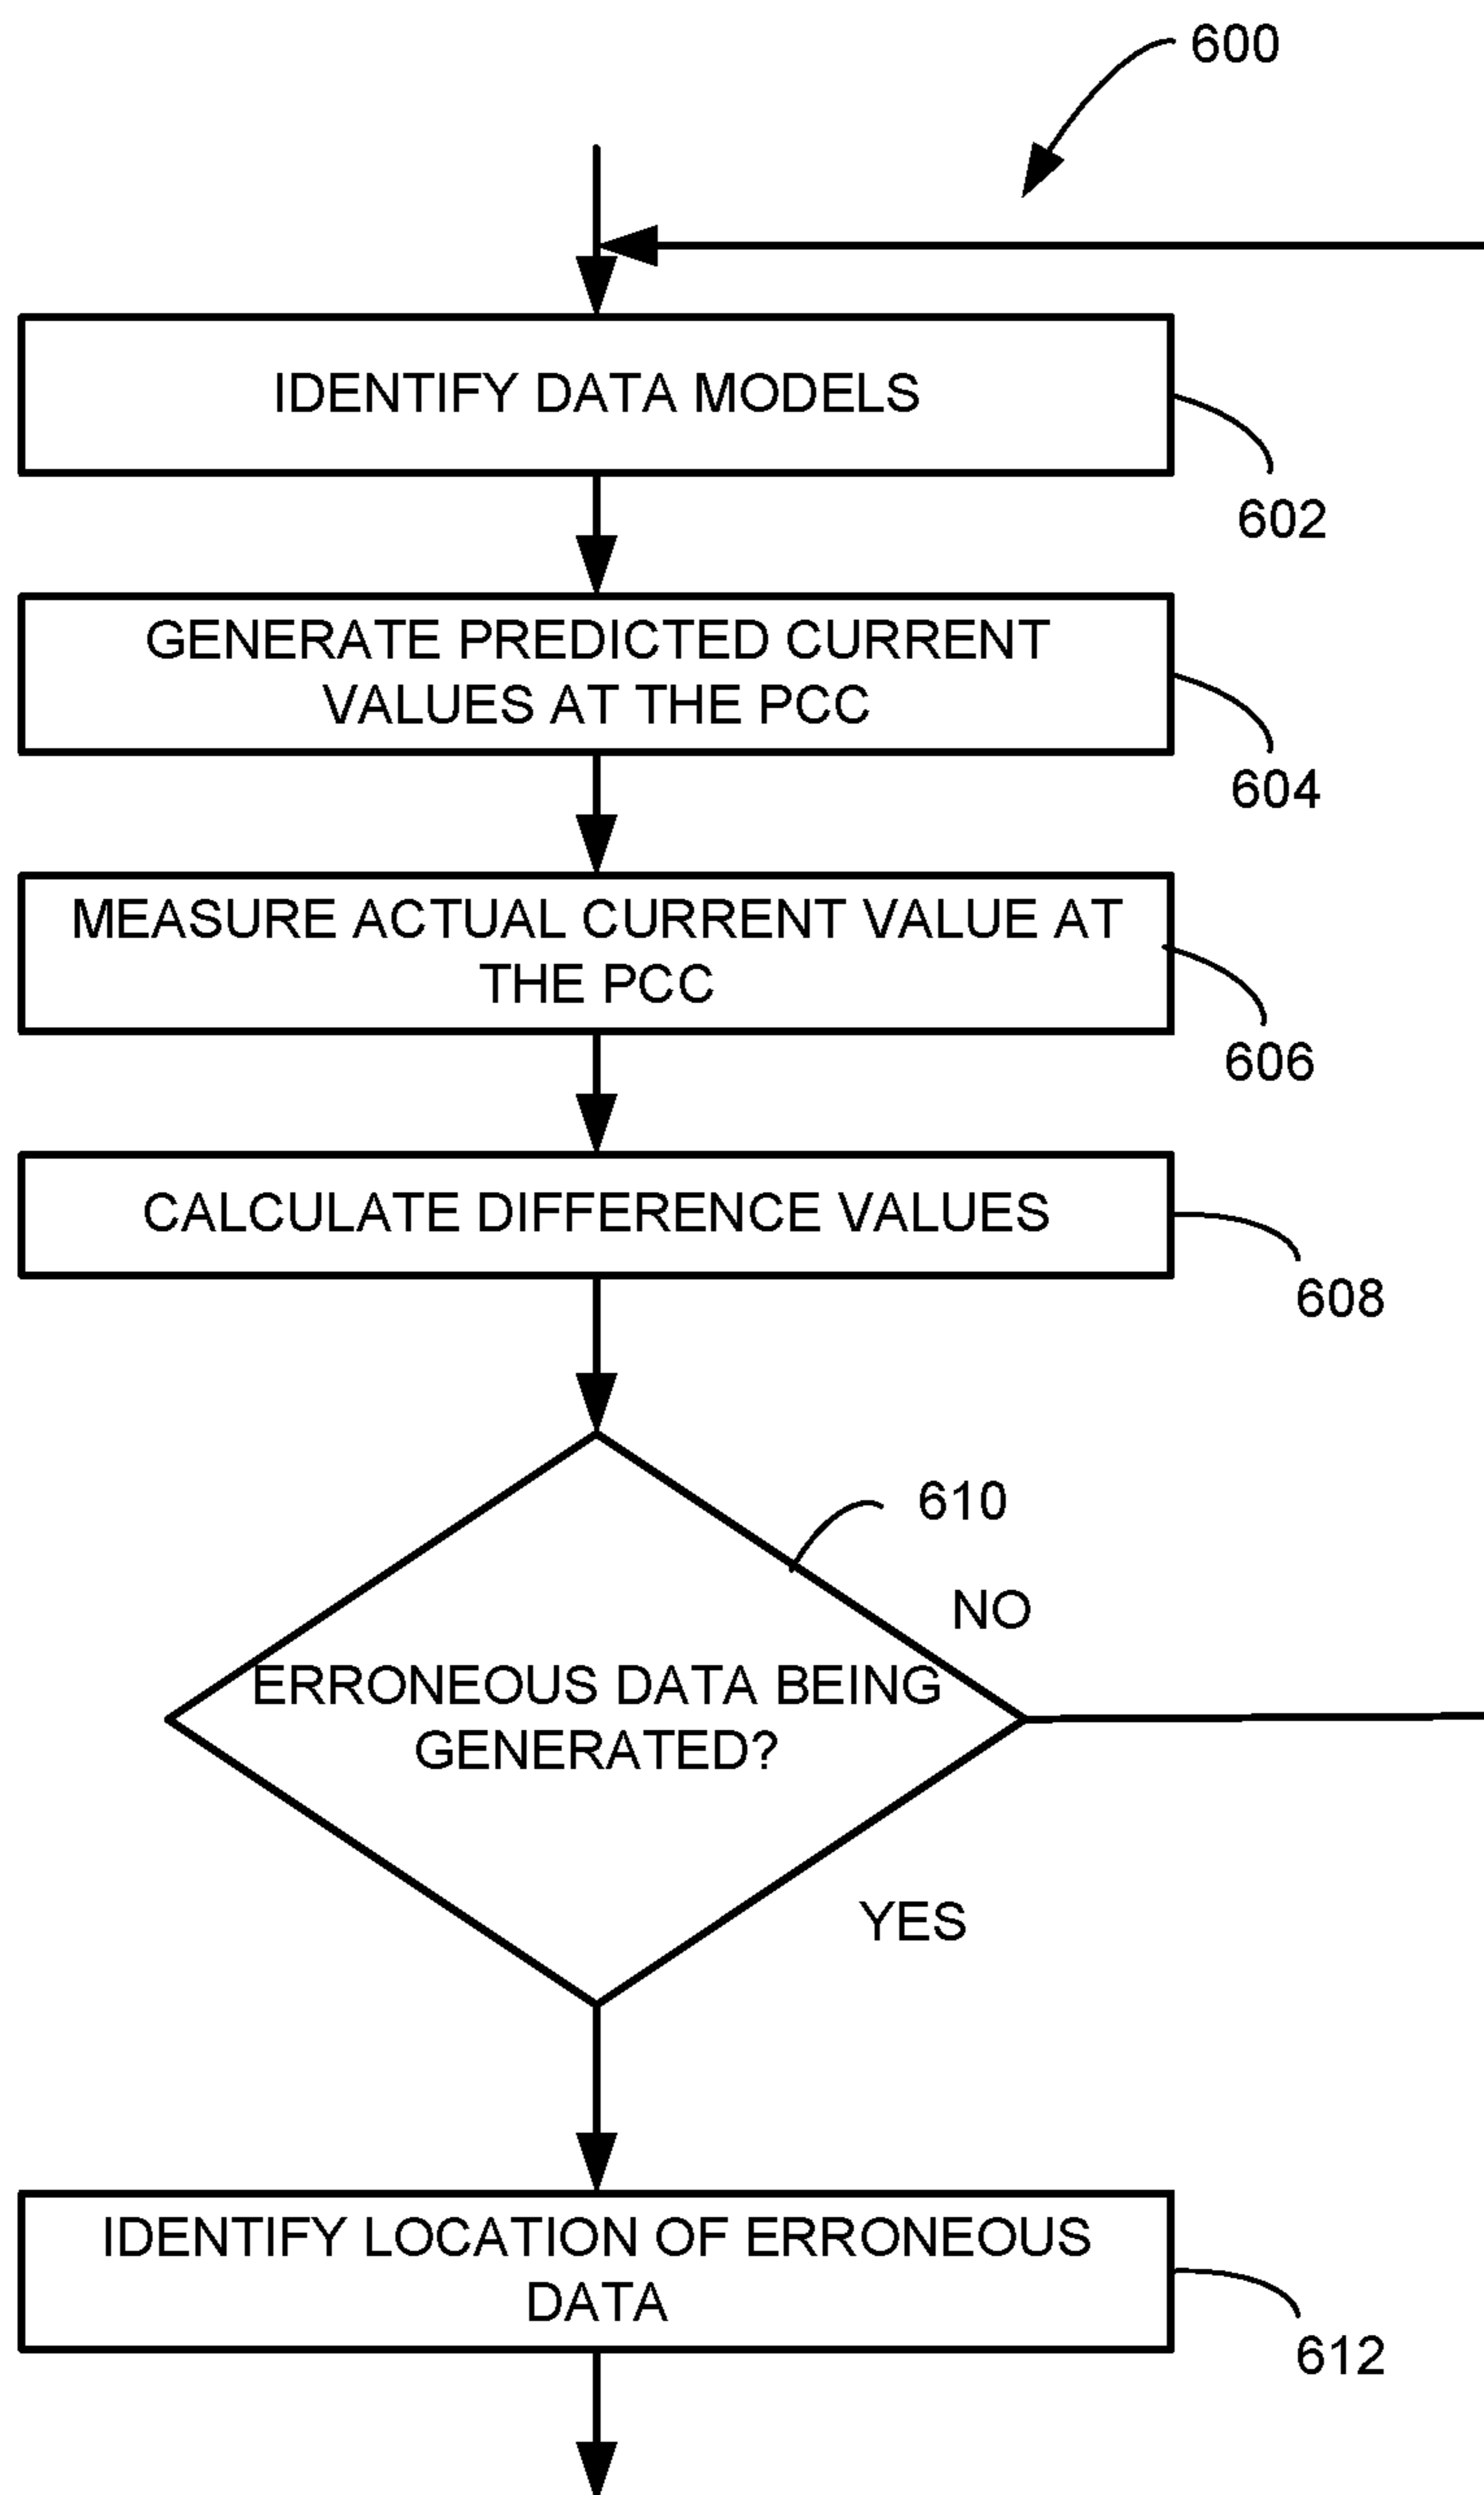 600
IDENTIFY DATA MODELS
602
GENERATE PREDICTED CURRENT
VALUES AT THE PCC
604
MEASURE ACTUAL CURRENT VALUE AT
THE PCC
606
CALCULATE DIFFERENCE VALUES
608
610
NO
ERRONEOUS DATA BEING
GENERATED?
YES
IDENTIFY LOCATION OF ERRONEOUS
DATA
612